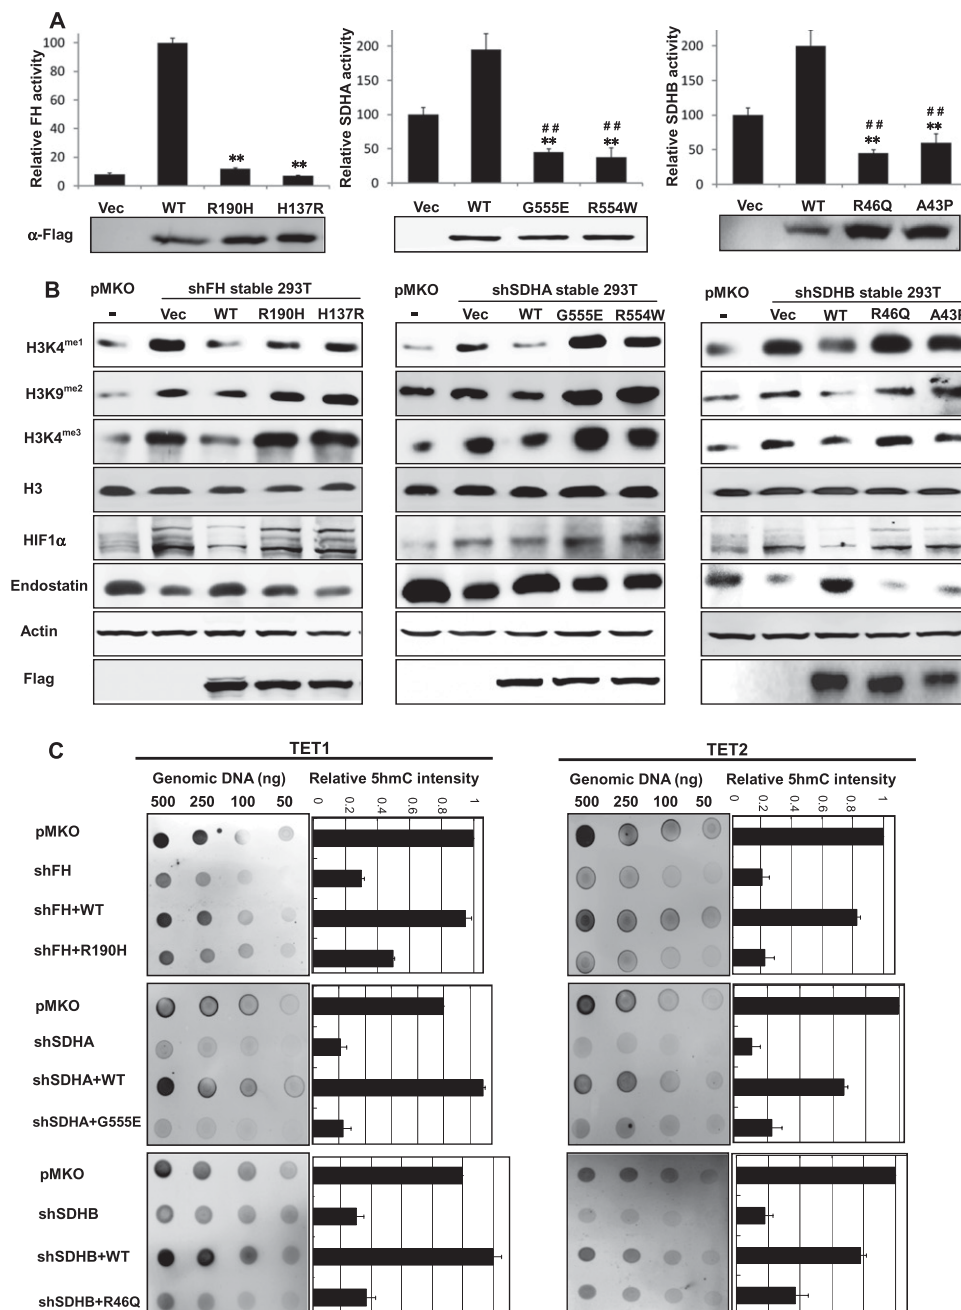 A
Relative FH activity
100
80
60
40
20
0
** **
Vec WT R190H H137R
Relative SDHA activity
200
150
100
50
0
## ##
** **
Vec WT G555E R554W
Relative SDHB activity
200
150
100
50
0
## ##
** **
Vec WT R46Q A43P
α-Flag
B
pMKO shFH stable 293T
- Vec WT R190H H137R
pMKO shSDHA stable 293T
- Vec WT G555E R554W
pMKO shSDHB stable 293T
- Vec WT R46Q A43P
H3K4me1
H3K9me2
H3K4me3
H3
HIF1α
Endostatin
Actin
Flag
C
TET1
Genomic DNA (ng) Relative 5hmC intensity
500 250 100 50 0 0.2 0.4 0.6 0.8 1
TET2
Genomic DNA (ng) Relative 5hmC intensity
500 250 100 50 0 0.2 0.4 0.6 0.8 1
pMKO
shFH
shFH+WT
shFH+R190H
pMKO
shSDHA
shSDHA+WT
shSDHA+G555E
pMKO
shSDHB
shSDHB+WT
shSDHB+R46Q